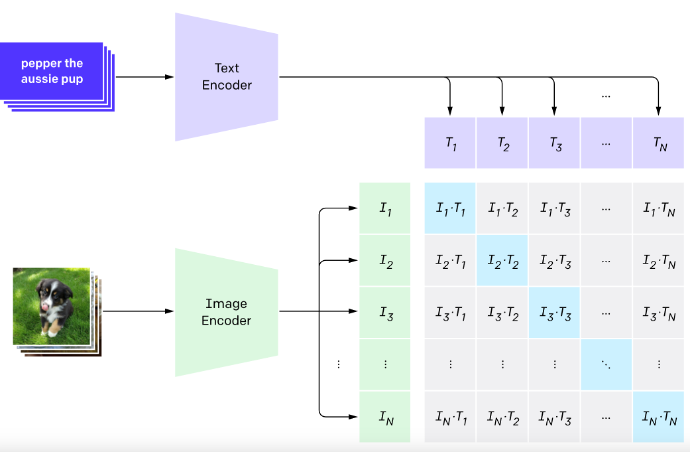 pepper the
aussie pup
Text
Encoder
...
T1 T2 T3 ... TN
I1 I1·T1 I1·T2 I1·T3 ... I1·TN
I2 I2·T1 I2·T2 I2·T3 ... I2·TN
Image
Encoder
I3 I3·T1 I3·T2 I3·T3 ... I3·TN
⋮ ⋮ ⋮ ⋮ ⋮ ⋱ ⋮
IN IN·T1 IN·T2 IN·T3 ... IN·TN